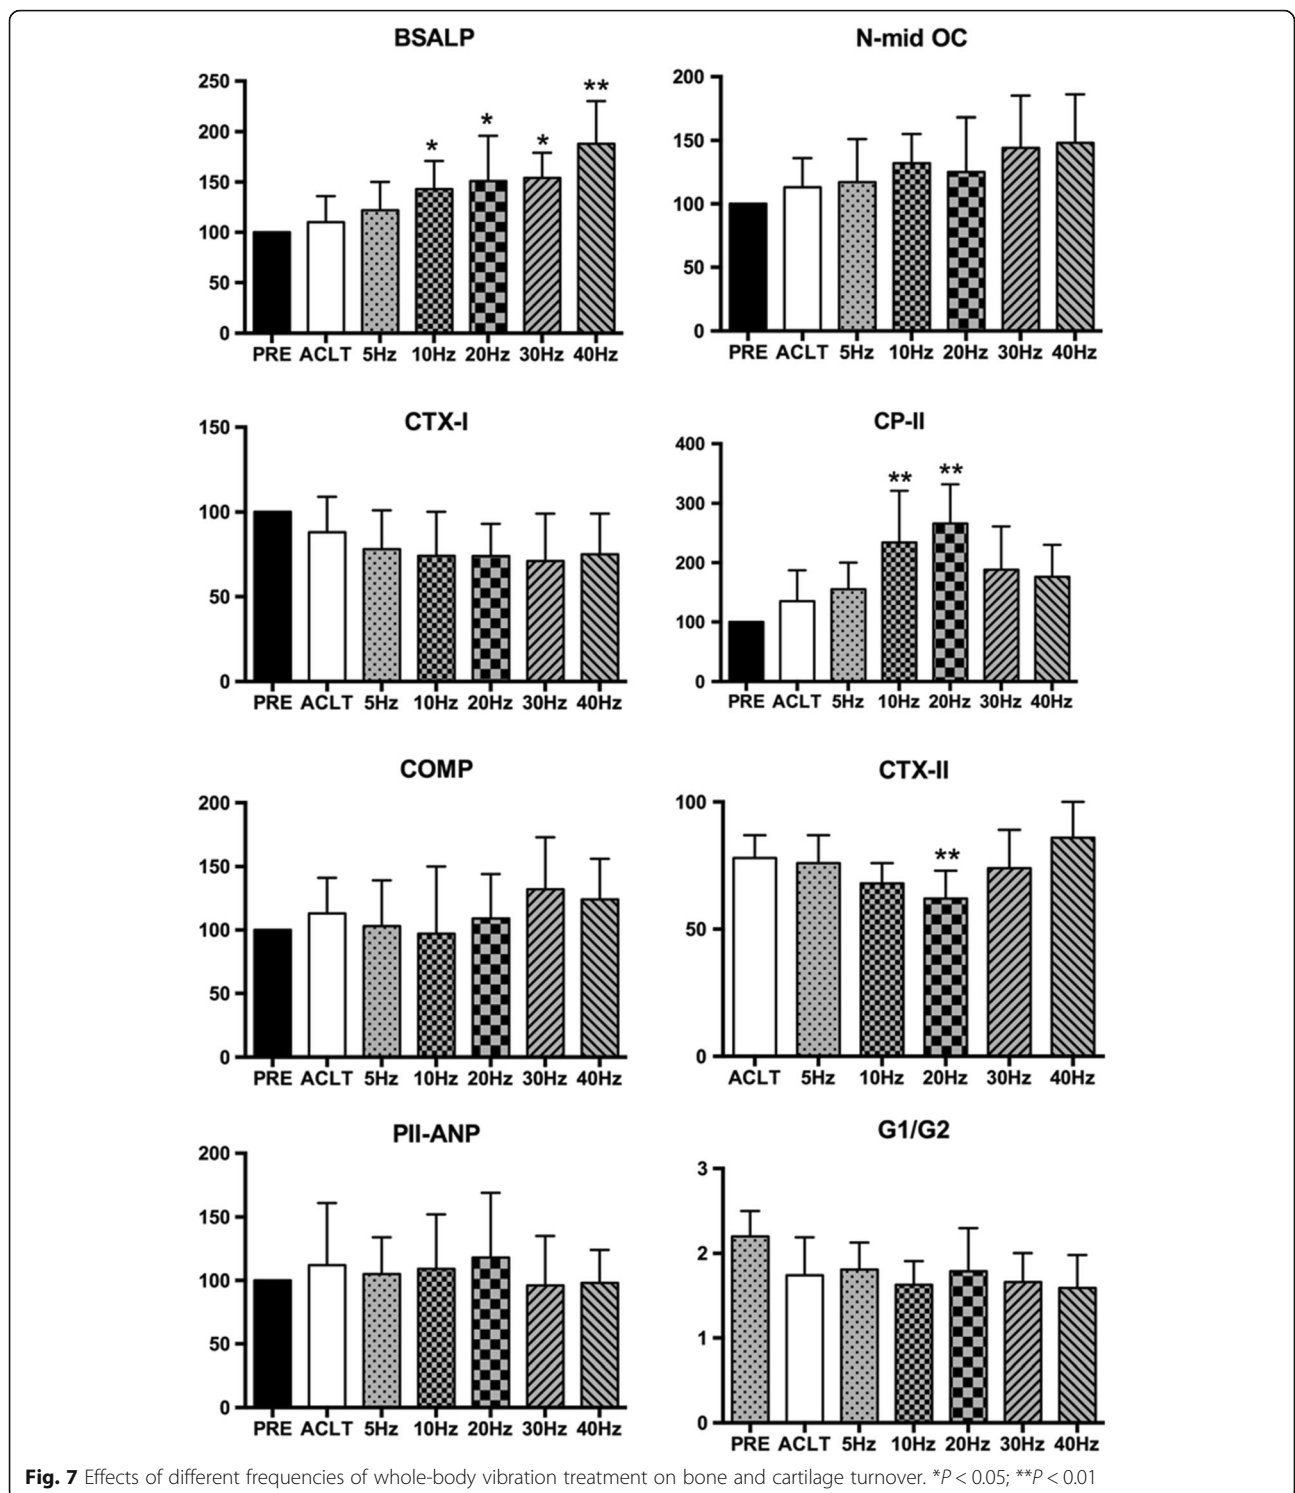 BSALP
250
200
150
100
50
0
* * * **
PRE ACLT 5Hz 10Hz 20Hz 30Hz 40Hz
N-mid OC
200
150
100
50
0
PRE ACLT 5Hz 10Hz 20Hz 30Hz 40Hz
CTX-I
150
100
50
0
PRE ACLT 5Hz 10Hz 20Hz 30Hz 40Hz
CP-II
400
300
200
100
0
** **
PRE ACLT 5Hz 10Hz 20Hz 30Hz 40Hz
COMP
200
150
100
50
0
PRE ACLT 5Hz 10Hz 20Hz 30Hz 40Hz
CTX-II
100
50
0
**
ACLT 5Hz 10Hz 20Hz 30Hz 40Hz
PII-ANP
200
150
100
50
0
PRE ACLT 5Hz 10Hz 20Hz 30Hz 40Hz
G1/G2
3
2
1
0
PRE ACLT 5Hz 10Hz 20Hz 30Hz 40Hz
Fig. 7 Effects of different frequencies of whole-body vibration treatment on bone and cartilage turnover. *P < 0.05; **P < 0.01